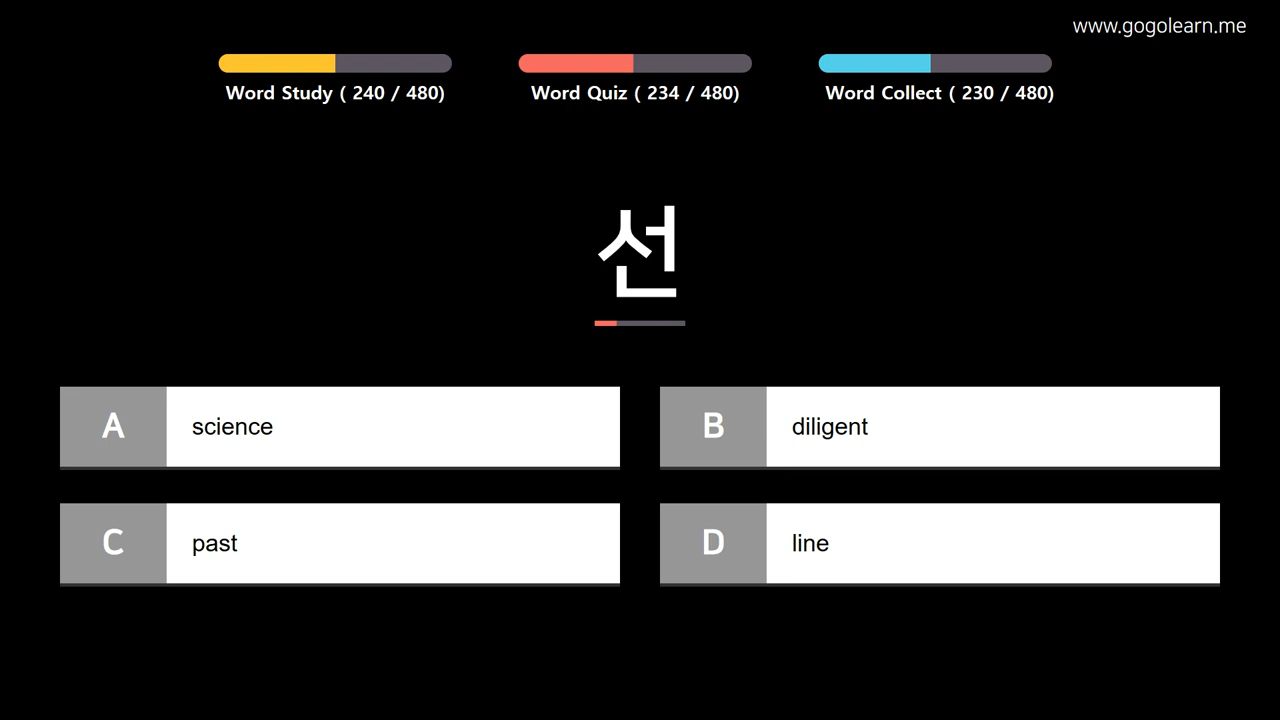 www.gogolearn.me
Word Study ( 240 / 480)
Word Quiz ( 234 / 480)
Word Collect ( 230 / 480)
선
A science
B diligent
C past
D line